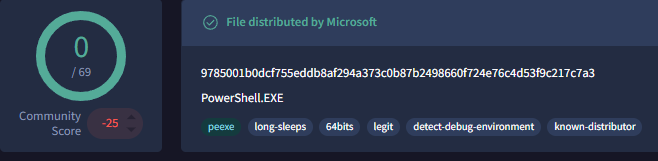 0
/ 69
Community
Score
-25
File distributed by Microsoft
9785001b0dcf755eddb8af294a373c0b87b2498660f724e76c4d53f9c217c7a3
PowerShell.EXE
peexe long-sleeps 64bits legit detect-debug-environment known-distributor